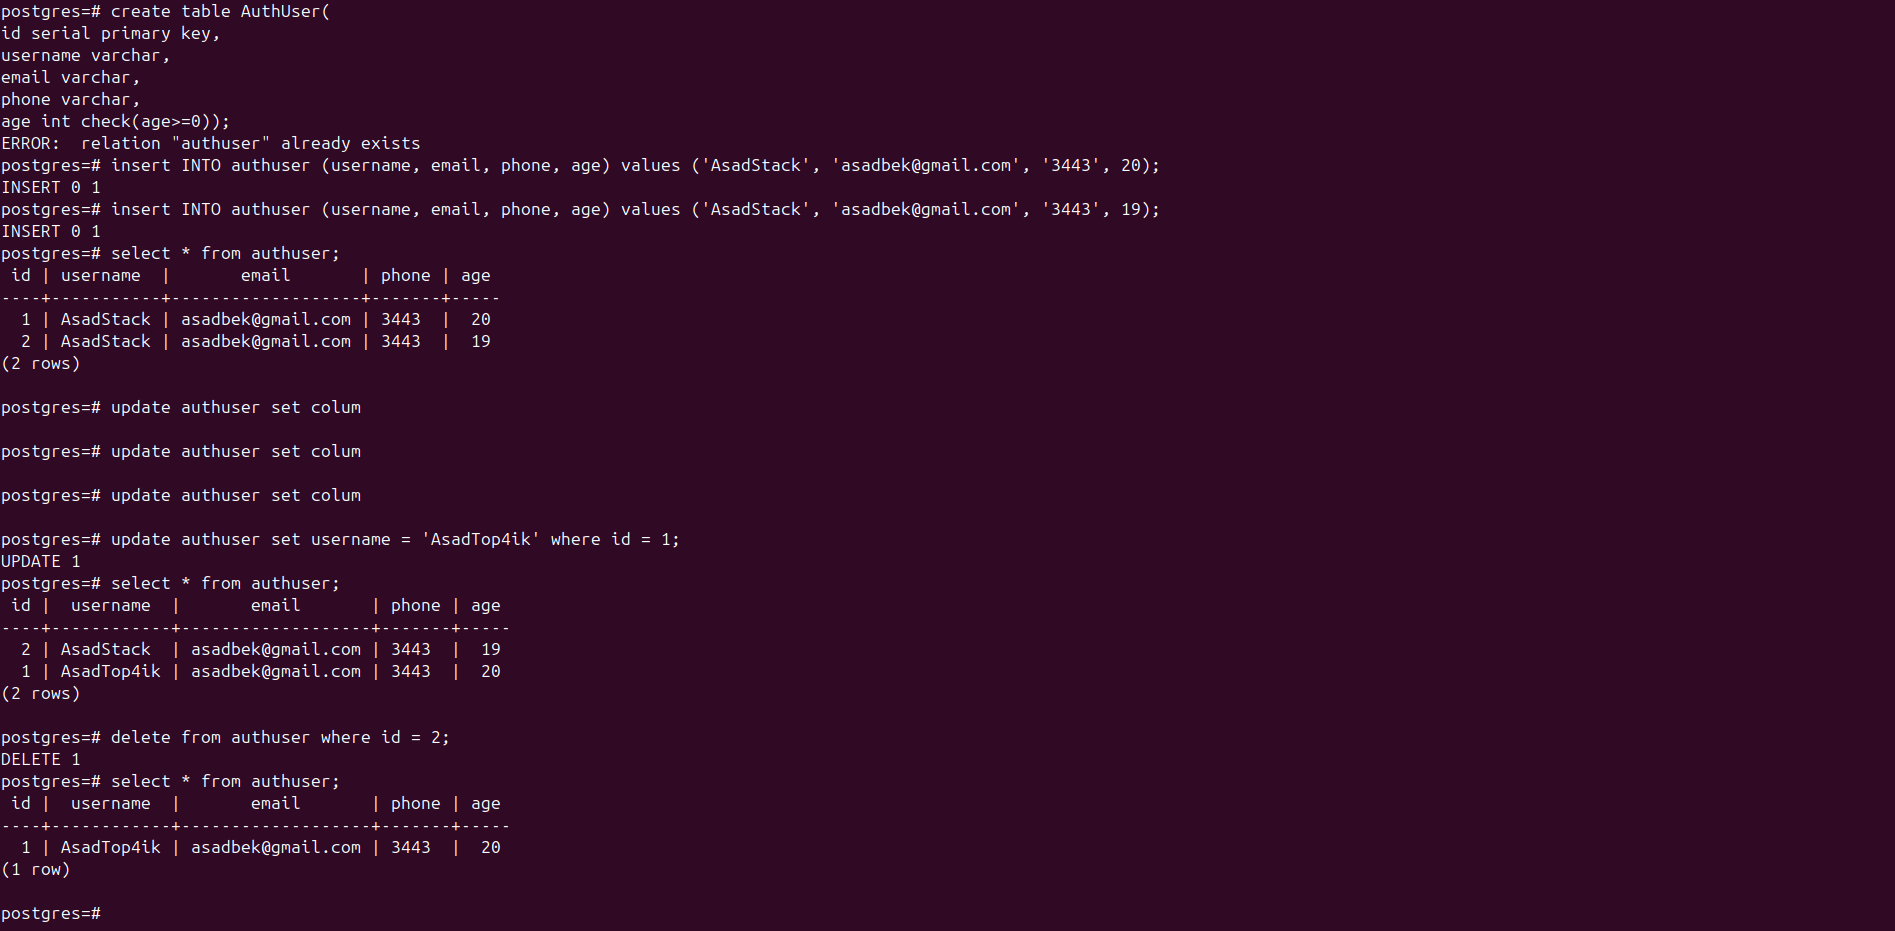 postgres=# create table AuthUser(
id serial primary key,
username varchar,
email varchar,
phone varchar,
age int check(age>=0));
ERROR:  relation "authuser" already exists
postgres=# insert INTO authuser (username, email, phone, age) values ('AsadStack', 'asadbek@gmail.com', '3443', 20);
INSERT 0 1
postgres=# insert INTO authuser (username, email, phone, age) values ('AsadStack', 'asadbek@gmail.com', '3443', 19);
INSERT 0 1
postgres=# select * from authuser;
 id | username  |       email       | phone | age 
----+-----------+-------------------+-------+-----
  1 | AsadStack | asadbek@gmail.com | 3443  |  20
  2 | AsadStack | asadbek@gmail.com | 3443  |  19
(2 rows)
postgres=# update authuser set colum
postgres=# update authuser set colum
postgres=# update authuser set colum
postgres=# update authuser set username = 'AsadTop4ik' where id = 1;
UPDATE 1
postgres=# select * from authuser;
 id |  username  |       email       | phone | age 
----+------------+-------------------+-------+-----
  2 | AsadStack  | asadbek@gmail.com | 3443  |  19
  1 | AsadTop4ik | asadbek@gmail.com | 3443  |  20
(2 rows)
postgres=# delete from authuser where id = 2;
DELETE 1
postgres=# select * from authuser;
 id |  username  |       email       | phone | age 
----+------------+-------------------+-------+-----
  1 | AsadTop4ik | asadbek@gmail.com | 3443  |  20
(1 row)
postgres=#